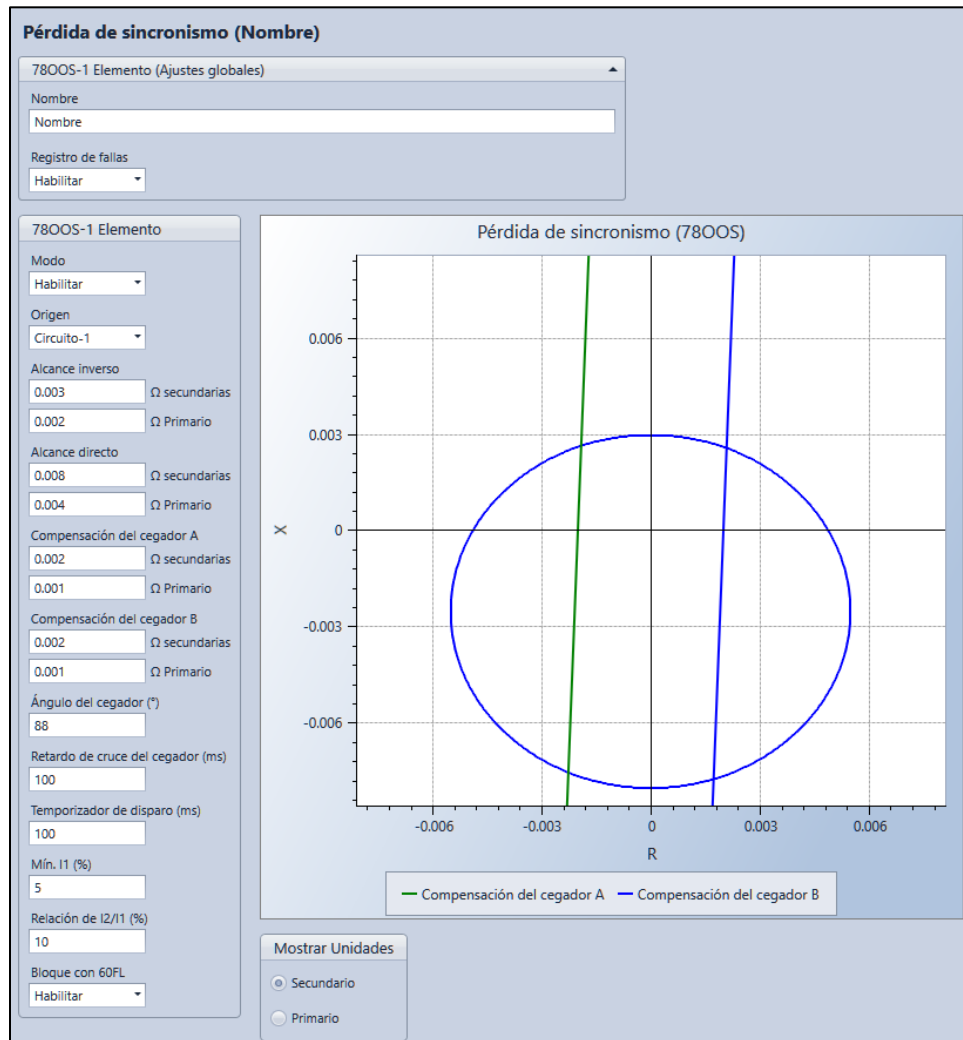 Pérdida de sincronismo (Nombre)
78OOS-1 Elemento (Ajustes globales)
Nombre
Nombre
Registro de fallas
Habilitar
78OOS-1 Elemento
Modo
Habilitar
Origen
Circuito-1
Alcance inverso
0.003 Ω secundarias
0.002 Ω Primario
Alcance directo
0.008 Ω secundarias
0.004 Ω Primario
Compensación del cegador A
0.002 Ω secundarias
0.001 Ω Primario
Compensación del cegador B
0.002 Ω secundarias
0.001 Ω Primario
Ángulo del cegador (°)
88
Retardo de cruce del cegador (ms)
100
Temporizador de disparo (ms)
100
Mín. I1 (%)
5
Relación de I2/I1 (%)
10
Bloque con 60FL
Habilitar
Pérdida de sincronismo (78OOS)
0.006
0.003
X
0
-0.003
-0.006
-0.006 -0.003 0 0.003 0.006
R
Compensación del cegador A Compensación del cegador B
Mostrar Unidades
Secundario
Primario